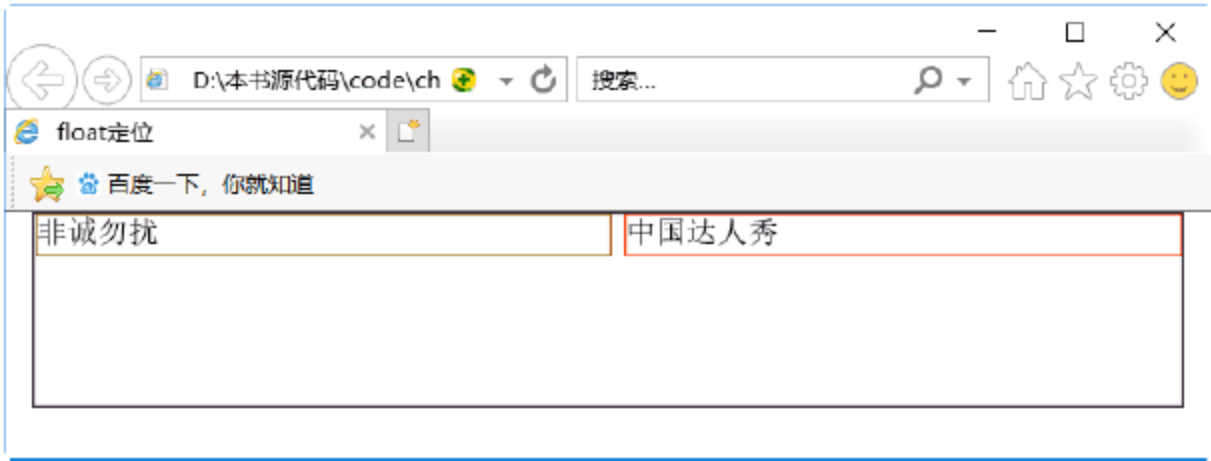 D:\本书源代码\code\ch
搜索...
float定位
百度一下，你就知道
非诚勿扰
中国达人秀